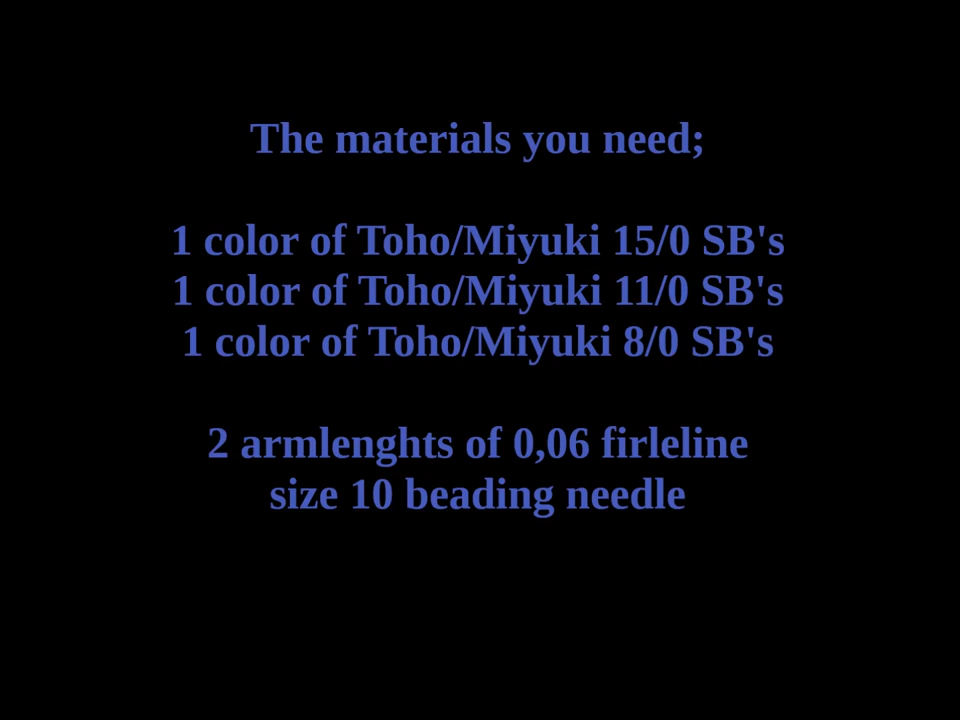 The materials you need;
1 color of Toho/Miyuki 15/0 SB's
1 color of Toho/Miyuki 11/0 SB's
1 color of Toho/Miyuki 8/0 SB's
2 armlenghts of 0,06 firleline
size 10 beading needle